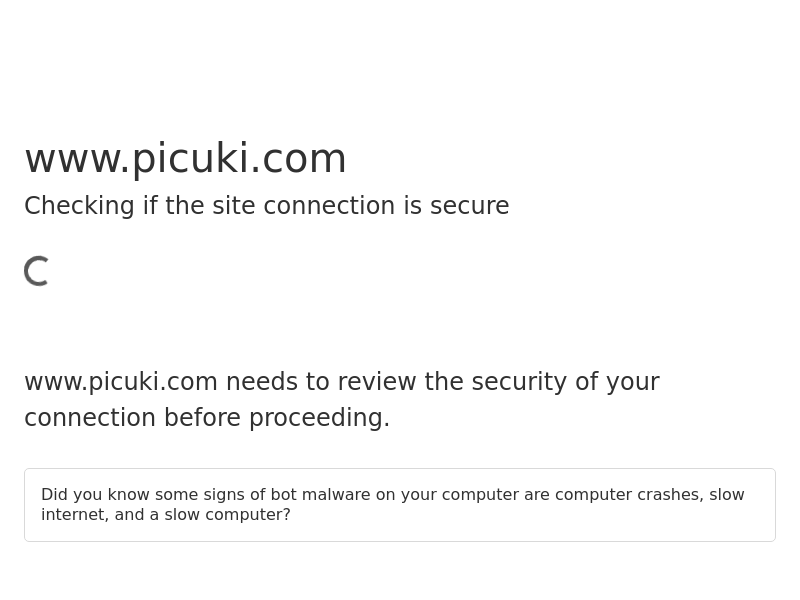 www.picuki.com
Checking if the site connection is secure
www.picuki.com needs to review the security of your
connection before proceeding.
Did you know some signs of bot malware on your computer are computer crashes, slow
internet, and a slow computer?